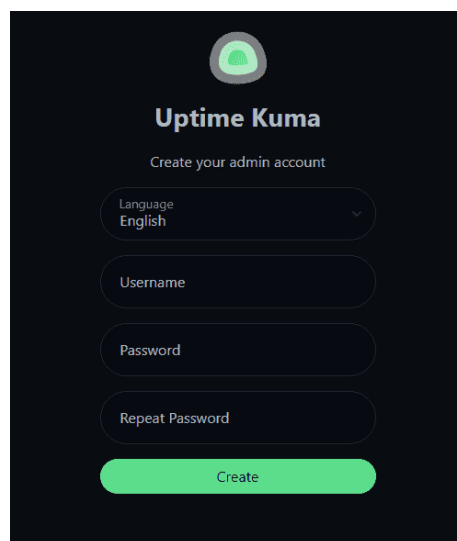 Uptime Kuma
Create your admin account
Language
English
Username
Password
Repeat Password
Create